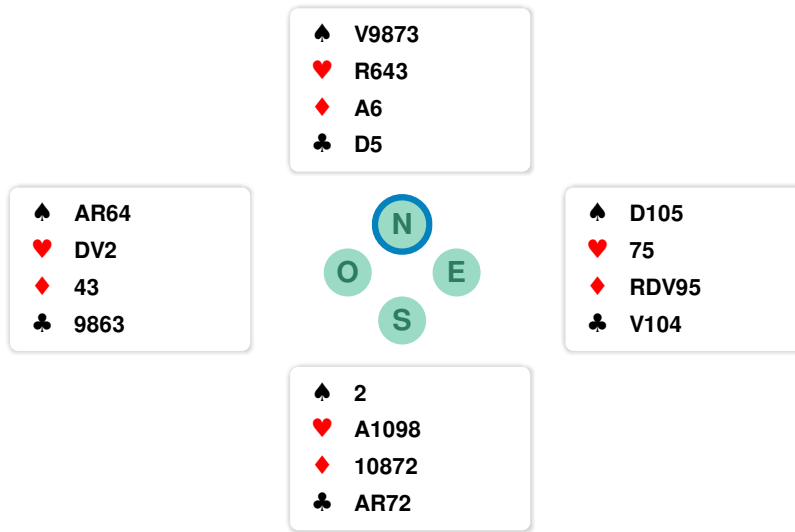 ♠ V9873
♥ R643
♦ A6
♣ D5
♠ AR64
♥ DV2
♦ 43
♣ 9863
N
O E
S
♠ D105
♥ 75
♦ RDV95
♣ V104
♠ 2
♥ A1098
♦ 10872
♣ AR72